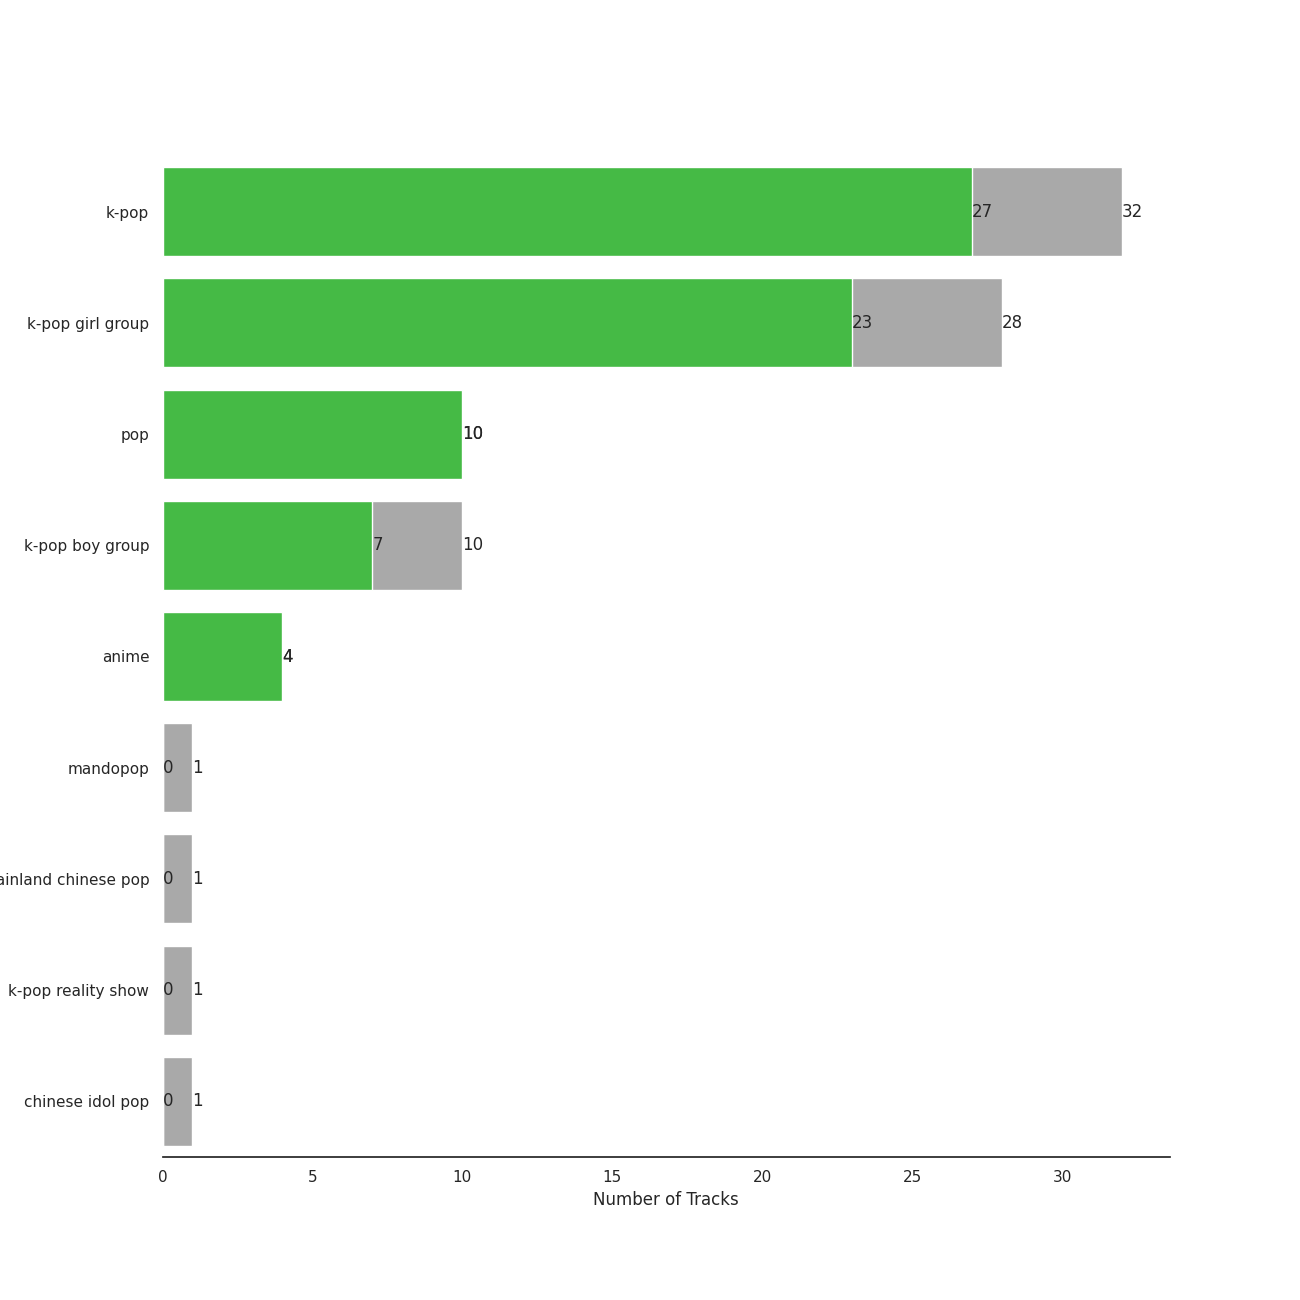 k-pop 27 32
k-pop girl group 23 28
pop 10
k-pop boy group 7 10
anime 4
mandopop 0 1
ainland chinese pop 0 1
k-pop reality show 0 1
chinese idol pop 0 1
0 5 10 15 20 25 30
Number of Tracks